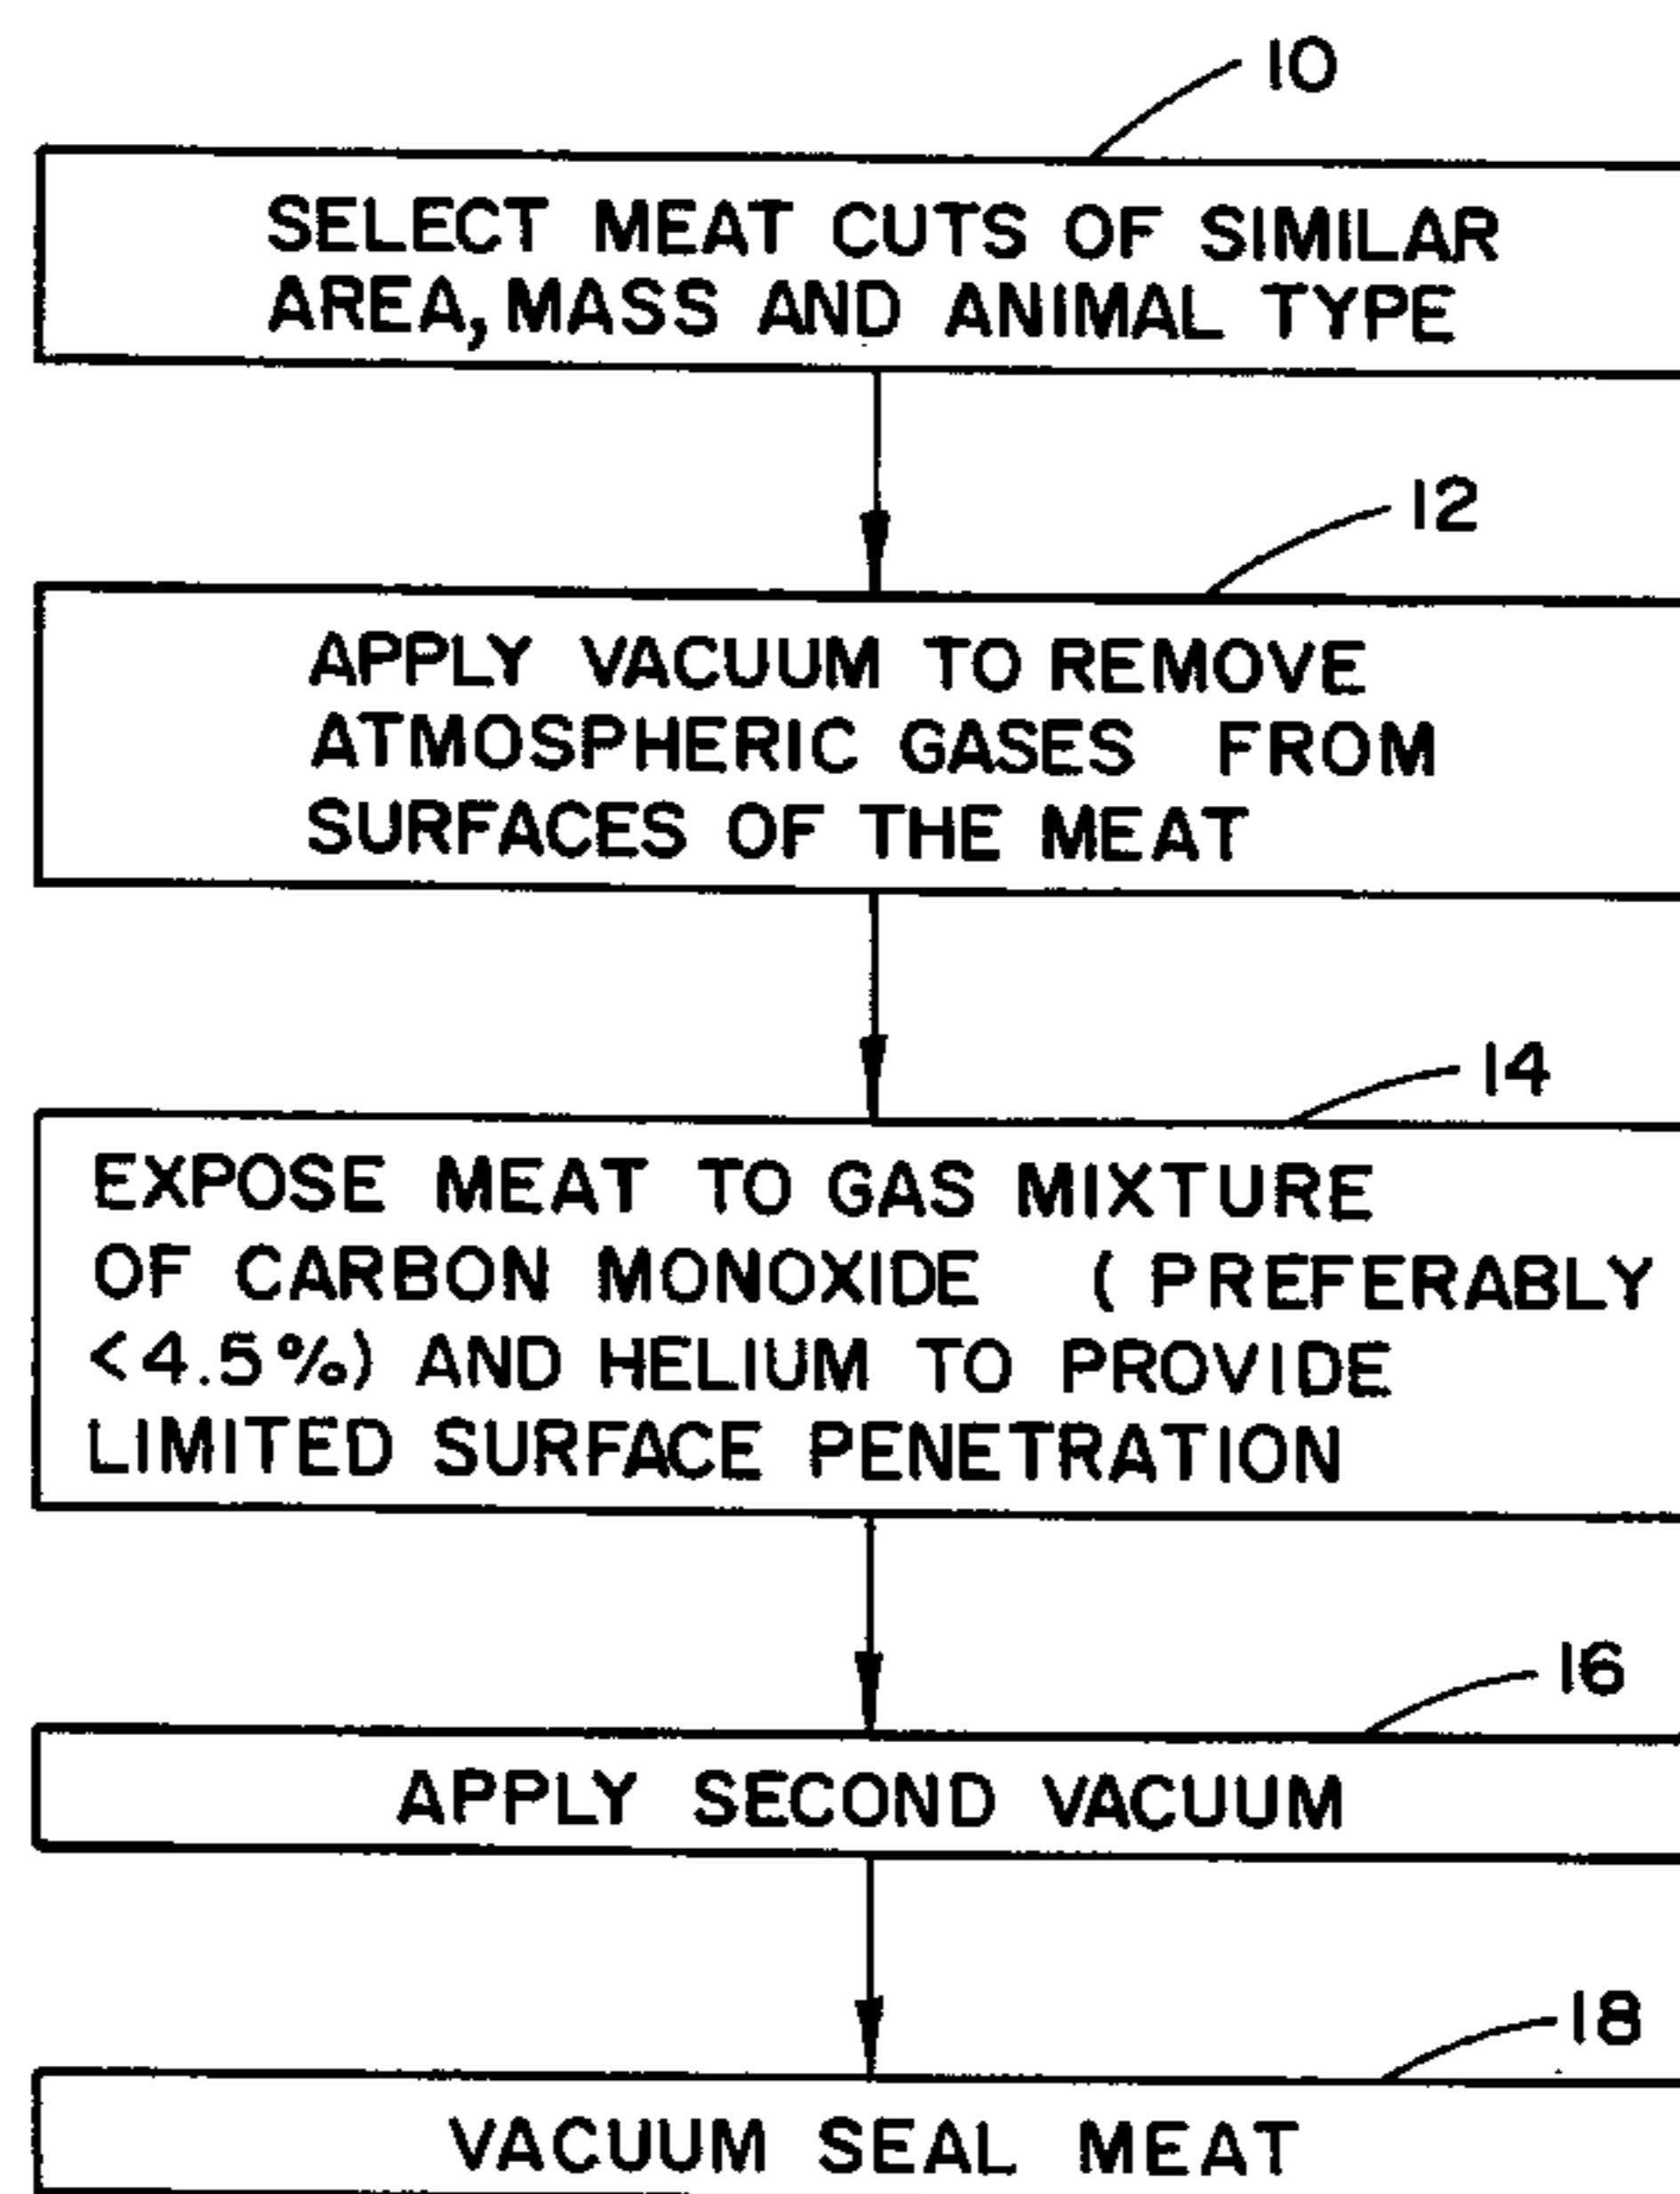 10
SELECT MEAT CUTS OF SIMILAR
AREA, MASS AND ANIMAL TYPE
12
APPLY VACUUM TO REMOVE
ATMOSPHERIC GASES FROM
SURFACES OF THE MEAT
14
EXPOSE MEAT TO GAS MIXTURE
OF CARBON MONOXIDE (PREFERABLY
<4.5%) AND HELIUM TO PROVIDE
LIMITED SURFACE PENETRATION
16
APPLY SECOND VACUUM
18
VACUUM SEAL MEAT